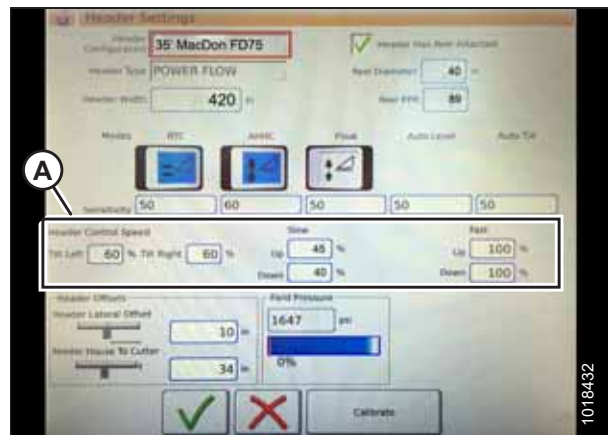 Header Settings
Header Configuration 35' MacDon FD75 Header Has Reel Attached
Header Type POWER FLOW Reel Diameter 40 in
Header Width 420 in Reel PPR 89
Modes RTC AHHC Float Auto Level Auto Tilt
Sensitivity 50 60 50 50 50
A
Header Control Speed Slow Fast
Tilt Left 60 % Tilt Right 60 % Up 45 % Up 100 %
Down 40 % Down 100 %
Header Offsets Field Pressure
Header Lateral Offset
10 in 1647 psi
Feeder House To Cutter
34 in 0%
Calibrate
1018432